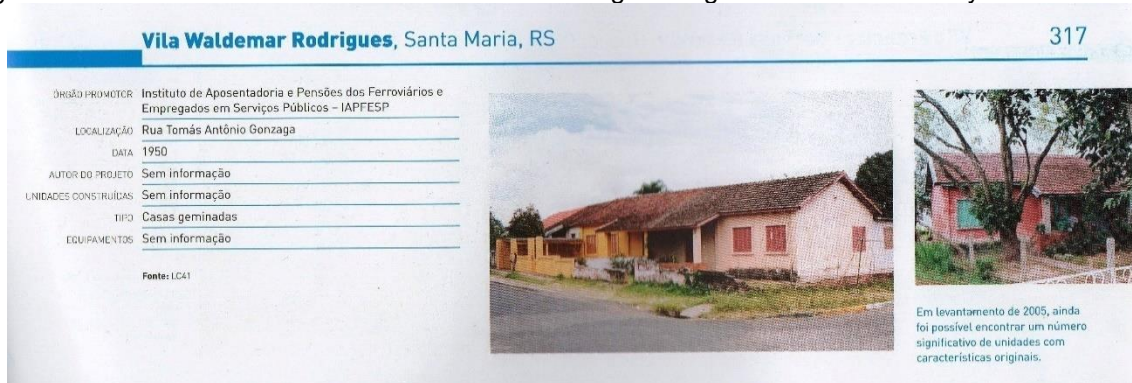 Vila Waldemar Rodrigues, Santa Maria, RS
317
ÓRGÃO PROMOTOR Instituto de Aposentadoria e Pensões dos Ferroviários e
Empregados em Serviços Públicos – IAPFESP
LOCALIZAÇÃO Rua Tomás Antônio Gonzaga
DATA 1950
AUTOR DO PROJETO Sem informação
UNIDADES CONSTRUÍDAS Sem informação
TIPO Casas geminadas
EQUIPAMENTOS Sem informação
Fonte: LC41
Em levantamento de 2005, ainda
foi possível encontrar um número
significativo de unidades com
características originais.